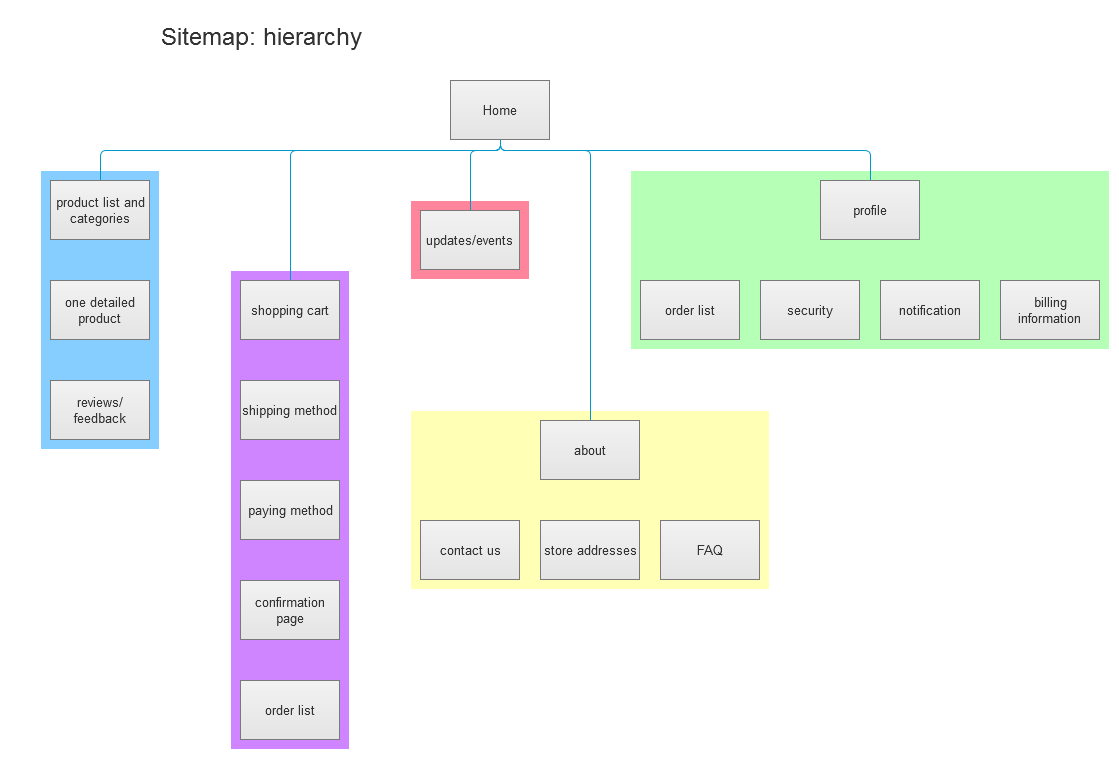 Sitemap: hierarchy
Home
product list and
categories
one detailed
product
reviews/
feedback
shopping cart
shipping method
paying method
confirmation
page
order list
updates/events
about
contact us
store addresses
FAQ
profile
order list
security
notification
billing
information